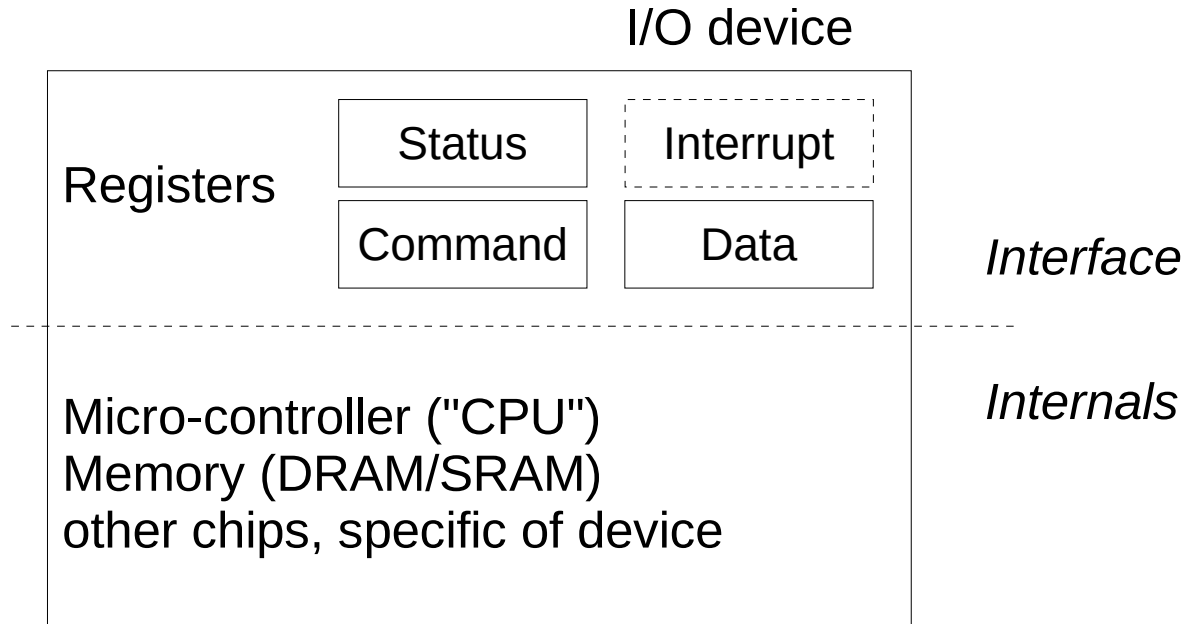 I/O device
Registers
Status
Interrupt
Command
Data
Interface
Internals
Micro-controller ("CPU")
Memory (DRAM/SRAM)
other chips, specific of device